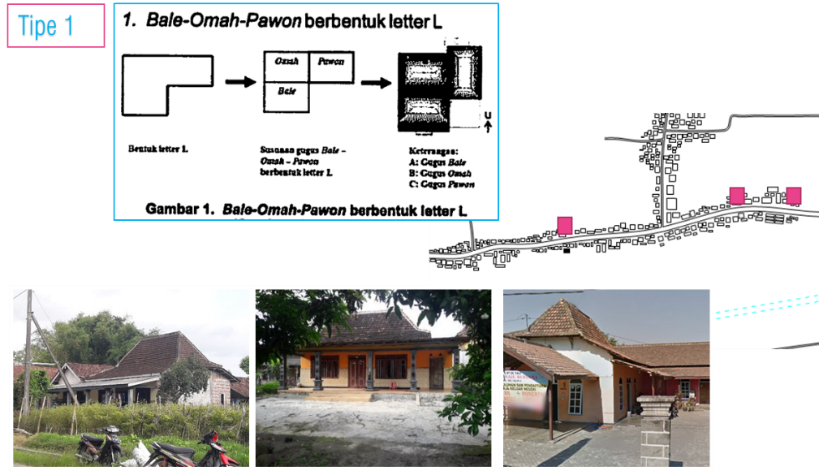 Tipe 1
1. Bale-Omah-Pawon berbentuk letter L
Omah
Pawon
Bale
U
Bentuk letter L
Susunan gugus Bale –
Omah – Pawon
berbentuk letter L
Keterangan:
A: Gugus Bale
B: Gugus Omah
C: Gugus Pawon
Gambar 1. Bale-Omah-Pawon berbentuk letter L